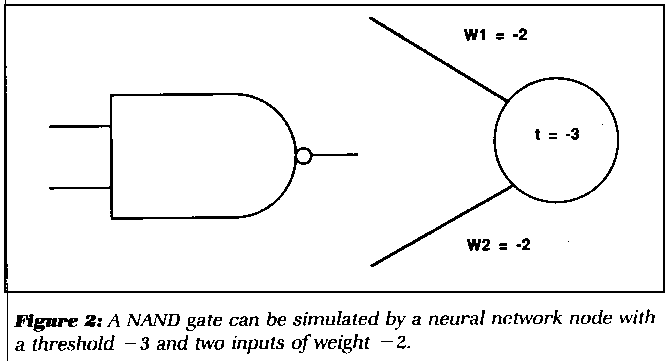 W1 = -2
t = -3
W2 = -2
Figure 2: A NAND gate can be simulated by a neural network node with
a threshold −3 and two inputs of weight −2.